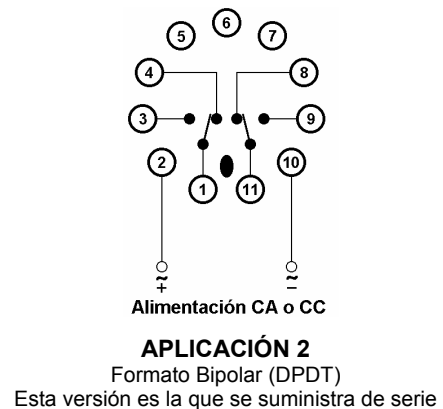 6
5 7
4 8
3 9
2 10
1 11
~ ~
+ −
Alimentación CA o CC
APLICACIÓN 2
Formato Bipolar (DPDT)
Esta versión es la que se suministra de serie